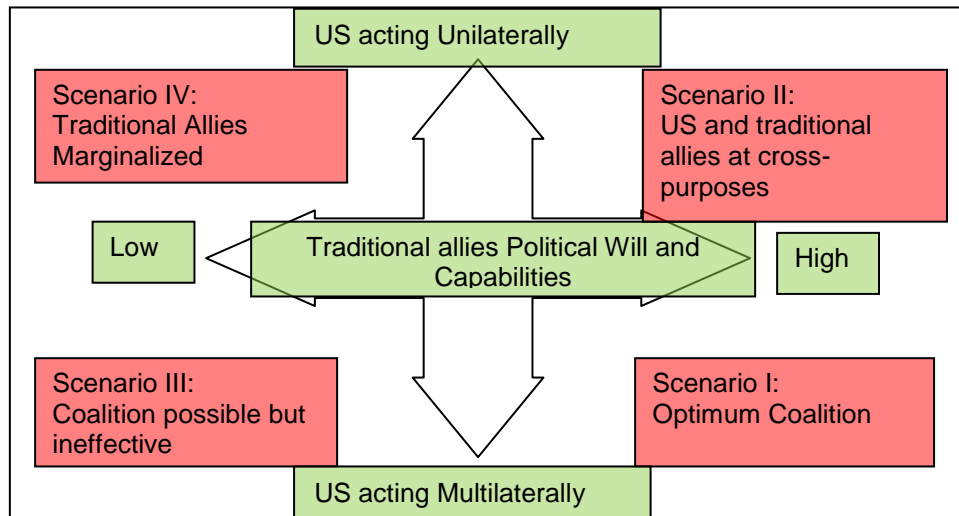 US acting Unilaterally
Scenario IV:
Traditional Allies
Marginalized
Scenario II:
US and traditional
allies at cross-
purposes
Low
Traditional allies Political Will and
Capabilities
High
Scenario III:
Coalition possible but
ineffective
Scenario I:
Optimum Coalition
US acting Multilaterally